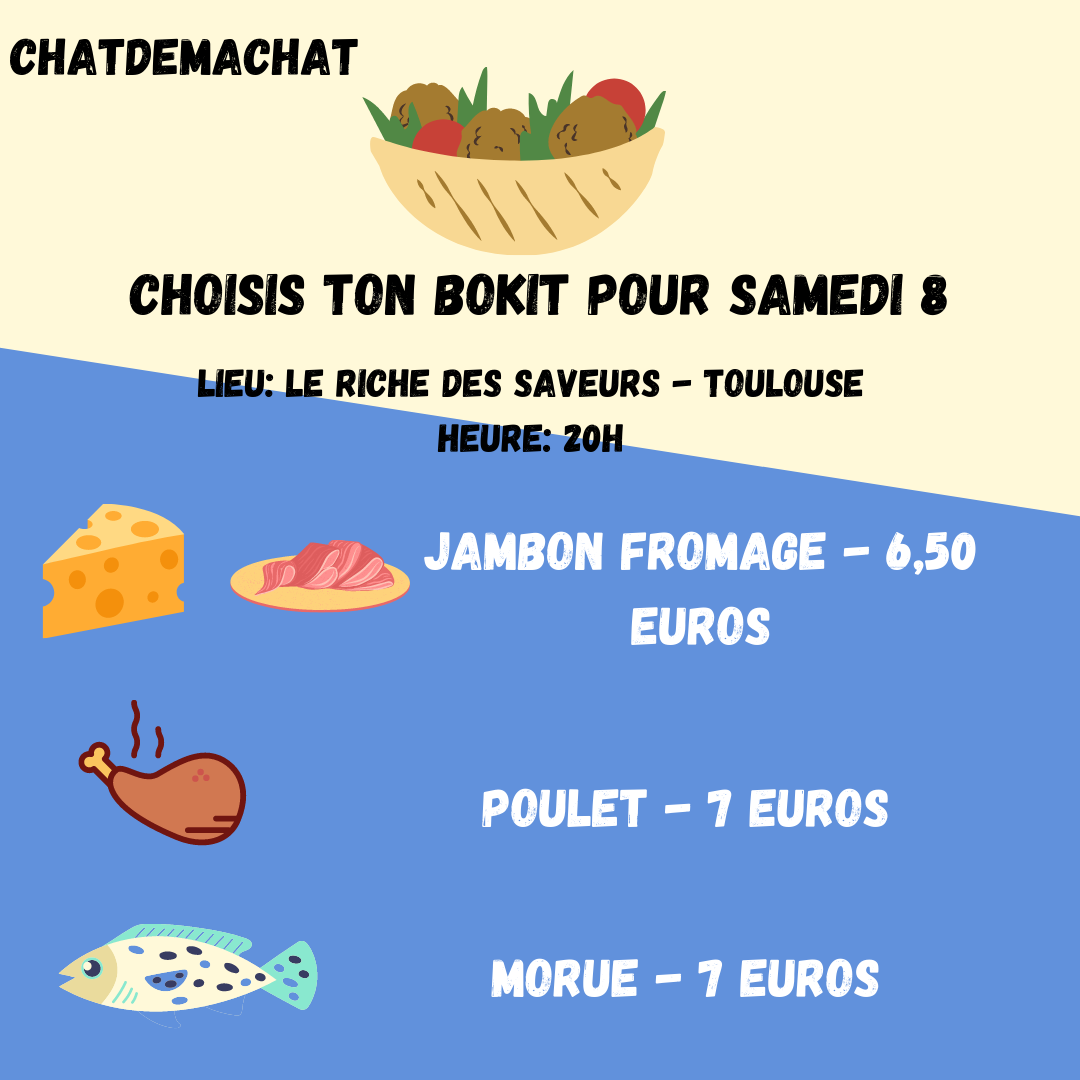 CHATDEMACHAT
CHOISIS TON BOKIT POUR SAMEDI 8
LIEU: LE RICHE DES SAVEURS - TOULOUSE
HEURE: 20H
JAMBON FROMAGE - 6,50
EUROS
POULET - 7 EUROS
MORUE - 7 EUROS